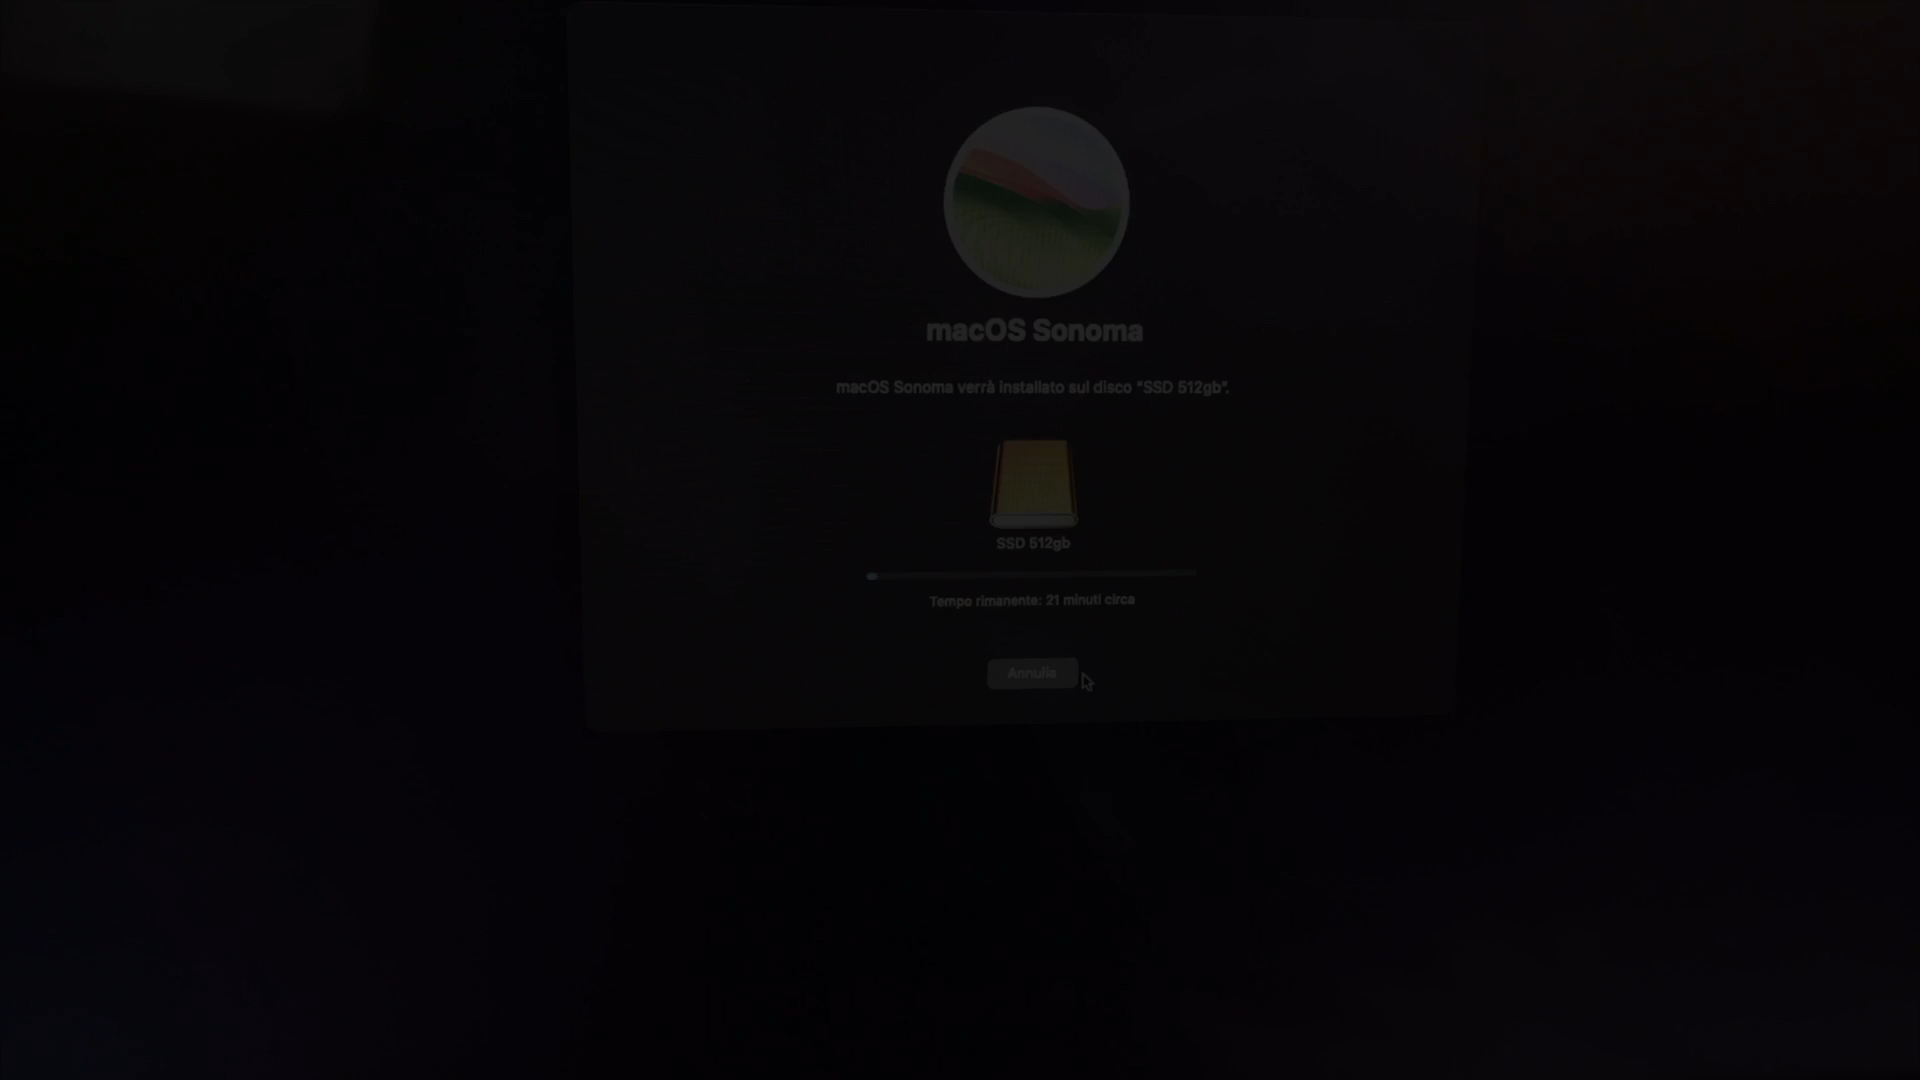 macOS Sonoma
macOS Sonoma verrà installato sul disco "SSD 512gb".
SSD 512gb
Tempo rimanente: 21 minuti circa
Annulla